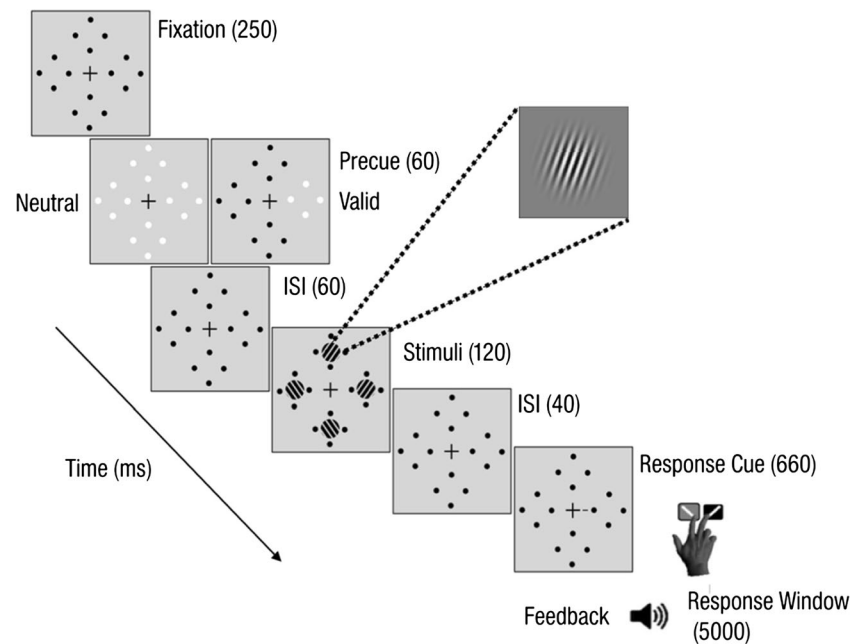 Fixation (250)
Precue (60)
Neutral
Valid
ISI (60)
Stimuli (120)
ISI (40)
Time (ms)
Response Cue (660)
Feedback
Response Window
(5000)